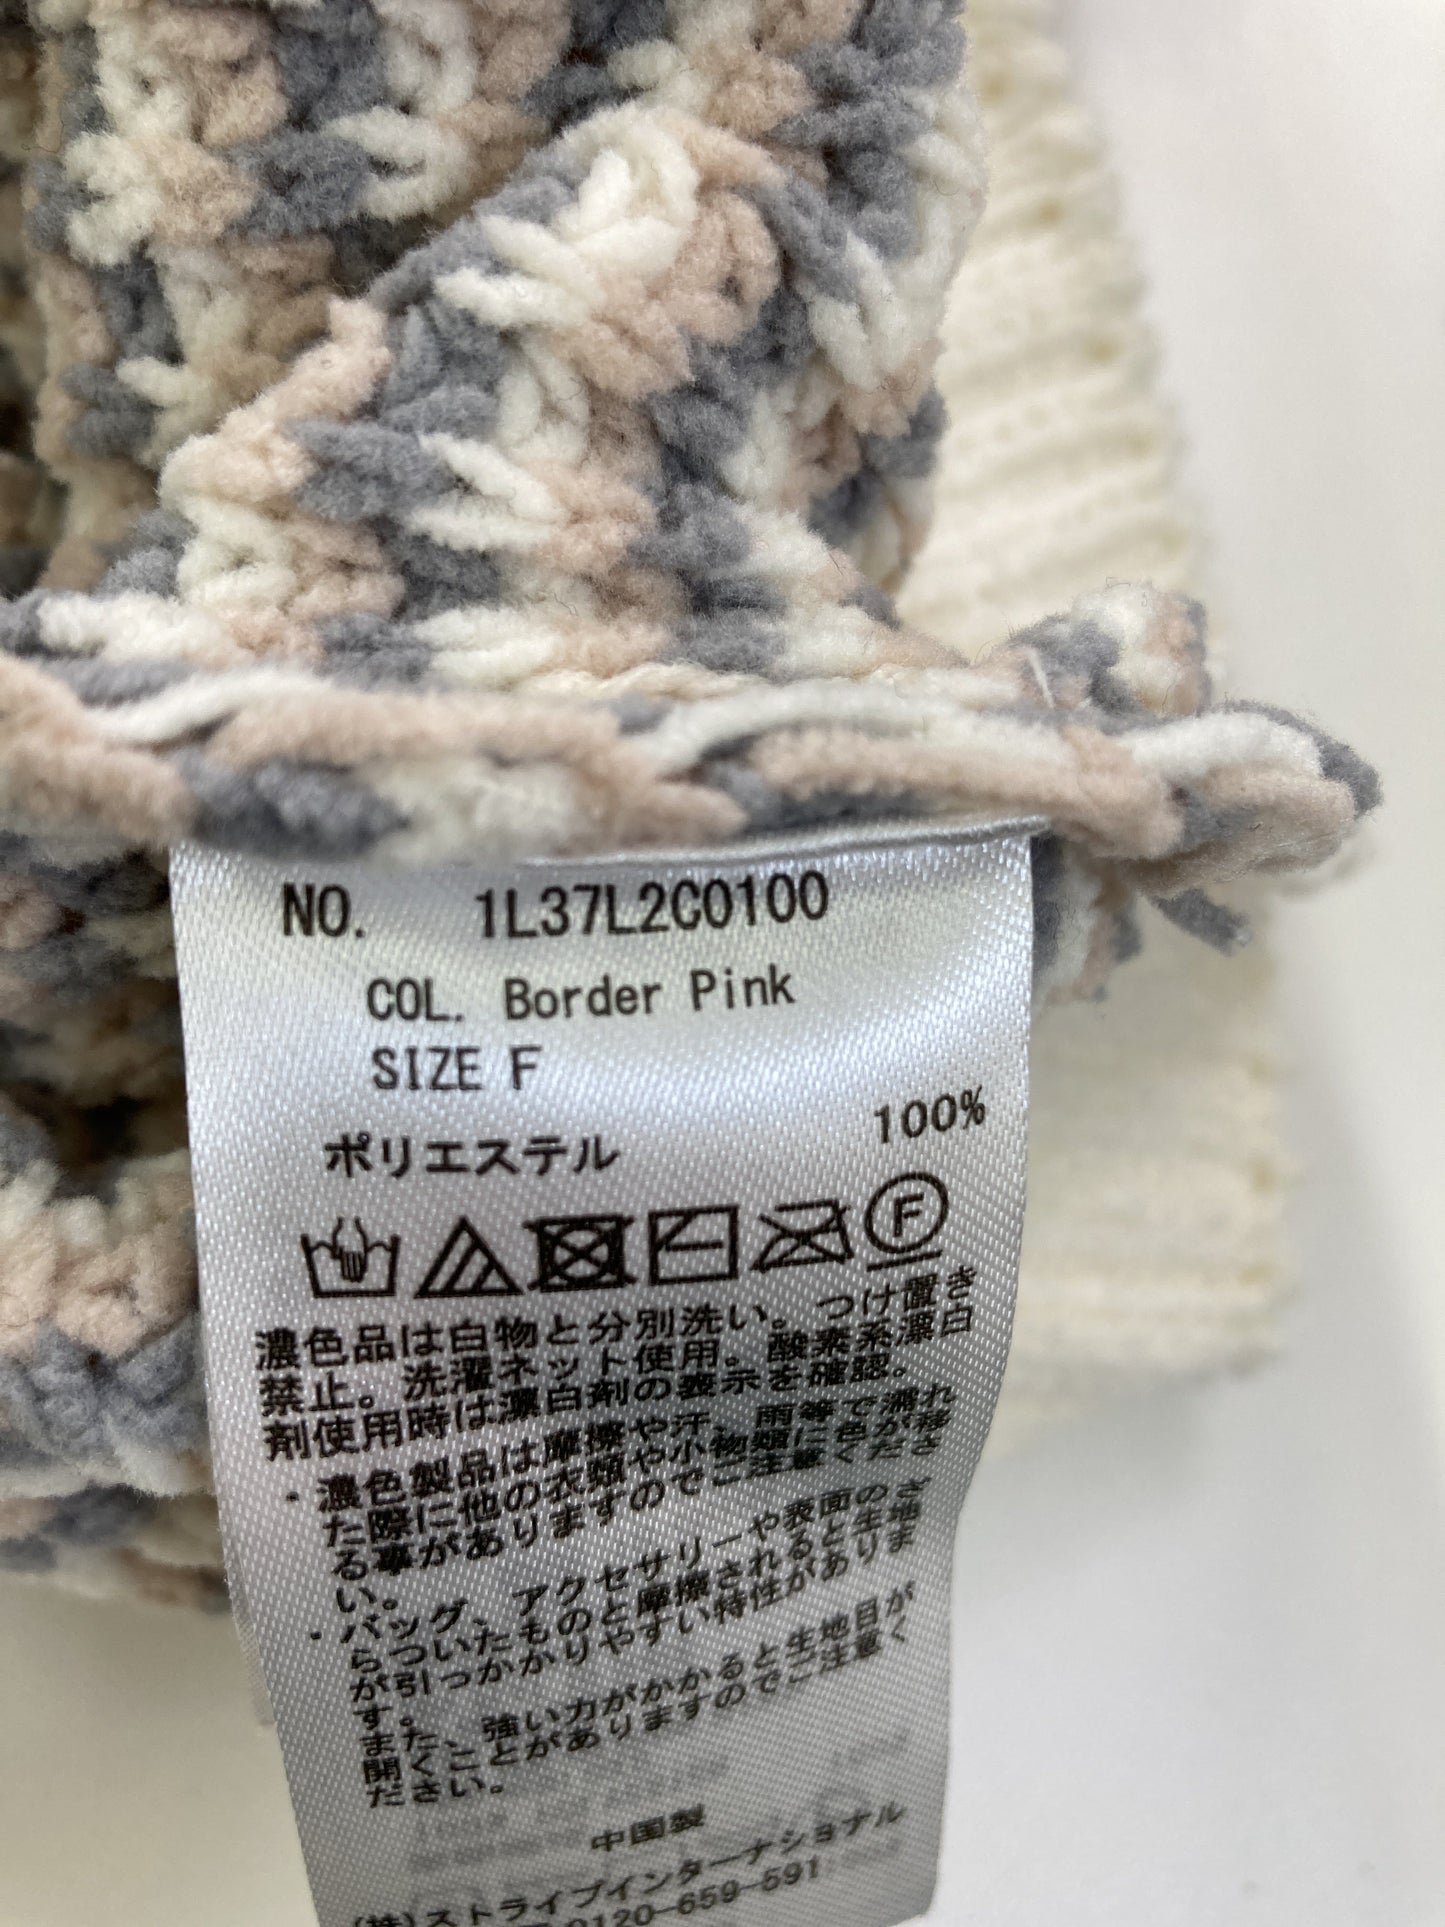 NO. 1L37L2C0100
COL. Border Pink
SIZE F
ポリエステル 100%
F
濃色品は白物と分別洗い。つけ置き
禁止。洗濯ネット使用。酸素系漂白
剤使用時は漂白剤の表示を確認。
・濃色製品は摩擦や汗、雨等で濡れ
た際に他の衣類や小物類に色が移
る事がありますのでご注意くださ
い。
・バッグ、アクセサリーや表面のざ
らついたものと摩擦されると生地
が引っかかりやすい特性がありま
す。
また、強い力がかかると生地目が
開くことがありますのでご注意く
ださい。
中国製
(株)ストライプインターナショナル
0120-659-591